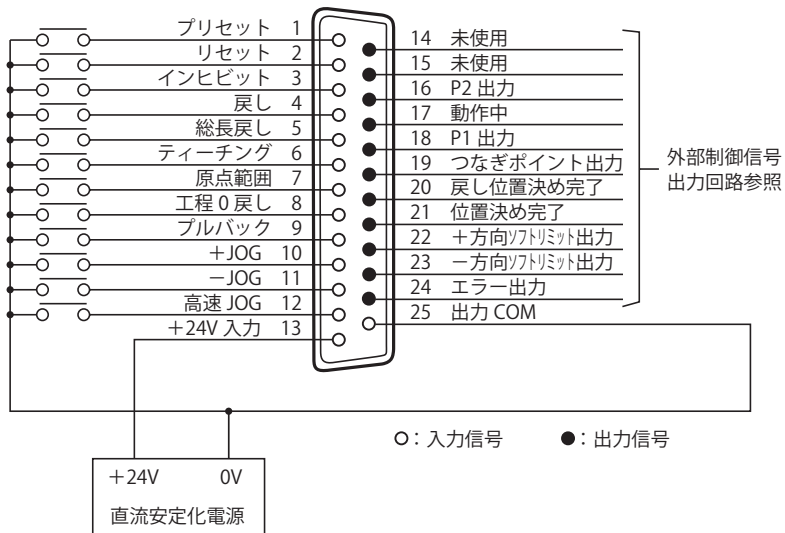 プリセット 1
リセット 2
インヒビット 3
戻し 4
総長戻し 5
ティーチング 6
原点範囲 7
工程 0 戻し 8
プルバック 9
+JOG 10
−JOG 11
高速 JOG 12
+24V 入力 13
14 未使用
15 未使用
16 P2 出力
17 動作中
18 P1 出力
19 つなぎポイント出力
20 戻し位置決め完了
21 位置決め完了
22 +方向ソフトリミット出力
23 −方向ソフトリミット出力
24 エラー出力
25 出力 COM
外部制御信号
出力回路参照
○:入力信号 ●:出力信号
+24V 0V
直流安定化電源